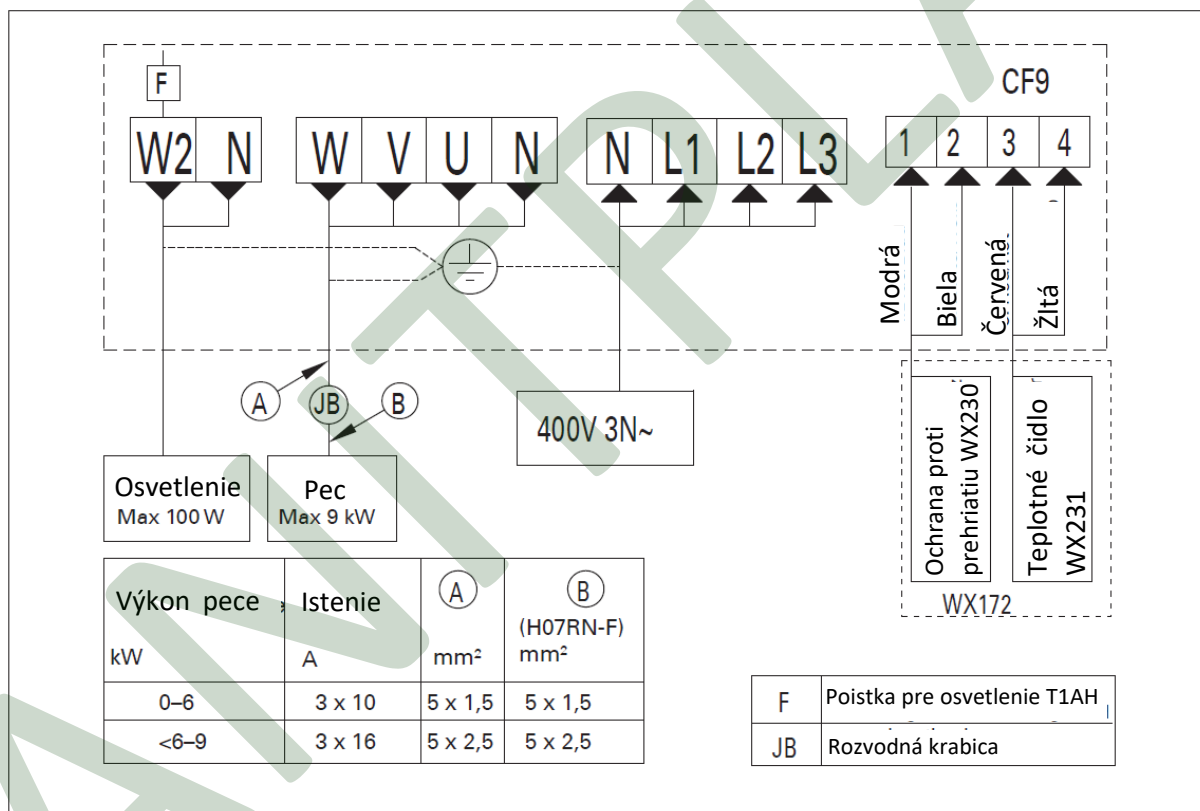 F
CF9
W2 N
W V U N
N L1 L2 L3
1 2 3 4
Modrá
Biela
Červená
Žltá
A
JB
B
400V 3N~
Osvetlenie
Max 100 W
Pec
Max 9 kW
Ochrana proti
prehriatiu WX230
Teplotné čidlo
WX231
WX172
Výkon pece Istenie A B
(H07RN-F)
kW A mm² mm²
0–6 3 x 10 5 x 1,5 5 x 1,5
<6–9 3 x 16 5 x 2,5 5 x 2,5
F Poistka pre osvetlenie T1AH
JB Rozvodná krabica